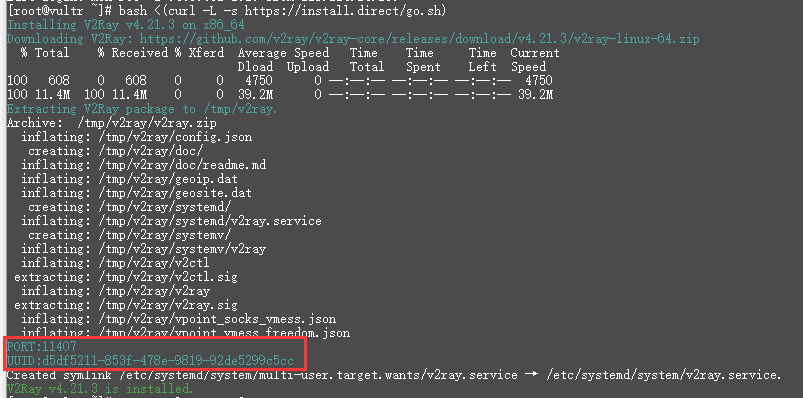 [root@vultr ~]# bash <(curl -L -s https://install.direct/go.sh)
Installing V2Ray v4.21.3 on x86_64
Downloading V2Ray: https://github.com/v2ray/v2ray-core/releases/download/v4.21.3/v2ray-linux-64.zip
% Total % Received % Xferd Average Speed Time Time Time Current
Dload Upload Total Spent Left Speed
100 608 0 608 0 0 4750 0 --:--:-- --:--:-- --:--:-- 4750
100 11.4M 100 11.4M 0 0 39.2M 0 --:--:-- --:--:-- --:--:-- 39.2M
Extracting V2Ray package to /tmp/v2ray.
Archive: /tmp/v2ray/v2ray.zip
inflating: /tmp/v2ray/config.json
creating: /tmp/v2ray/doc/
inflating: /tmp/v2ray/doc/readme.md
inflating: /tmp/v2ray/geoip.dat
inflating: /tmp/v2ray/geosite.dat
creating: /tmp/v2ray/systemd/
inflating: /tmp/v2ray/systemd/v2ray.service
creating: /tmp/v2ray/systemv/
inflating: /tmp/v2ray/systemv/v2ray
inflating: /tmp/v2ray/v2ctl
extracting: /tmp/v2ray/v2ctl.sig
inflating: /tmp/v2ray/v2ray
extracting: /tmp/v2ray/v2ray.sig
inflating: /tmp/v2ray/vpoint_socks_vmess.json
inflating: /tmp/v2ray/vpoint_vmess_freedom.json
PORT:11407
UUID:d5df5211-853f-478e-9819-92de5299c5cc
Created symlink /etc/systemd/system/multi-user.target.wants/v2ray.service → /etc/systemd/system/v2ray.service.
V2Ray v4.21.3 is installed.